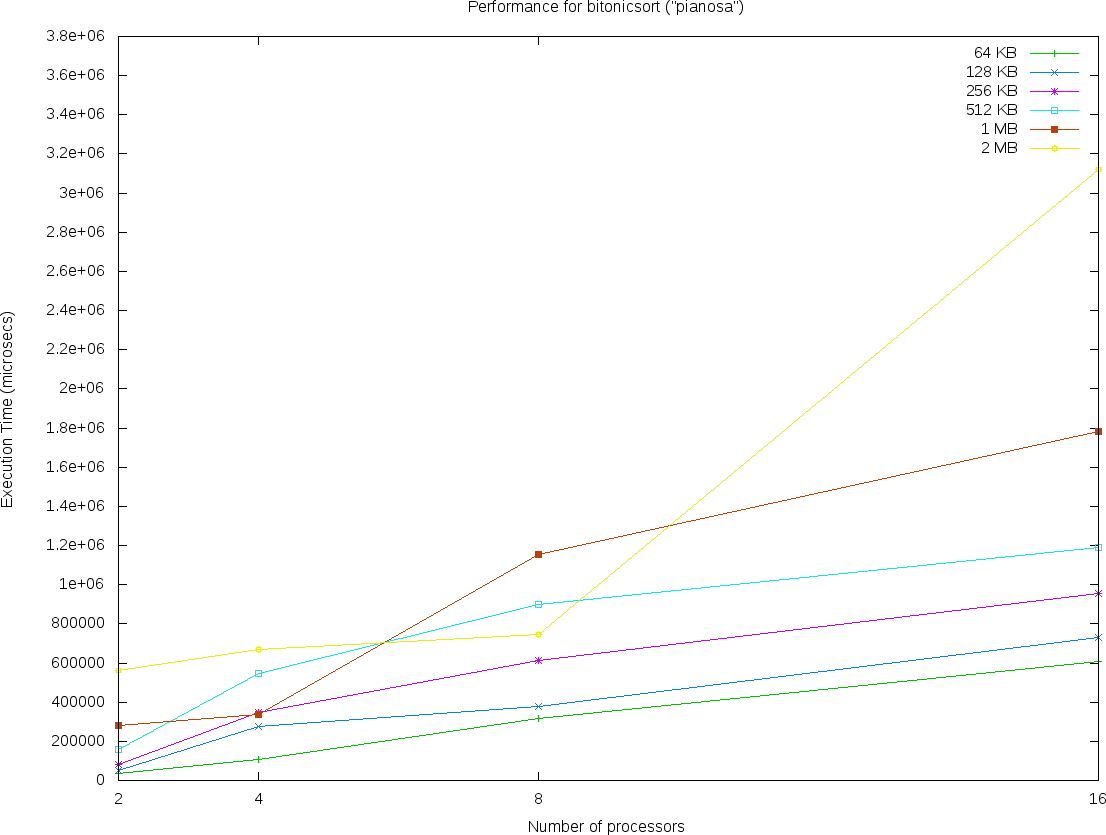 Performance for bitonicsort ("pianosa")
3.8e+06
3.6e+06
3.4e+06
3.2e+06
3e+06
2.8e+06
2.6e+06
2.4e+06
2.2e+06
2e+06
1.8e+06
1.6e+06
1.4e+06
1.2e+06
1e+06
800000
600000
400000
200000
0
Execution Time (microsecs)
64 KB
128 KB
256 KB
512 KB
1 MB
2 MB
2 4 8 16
Number of processors